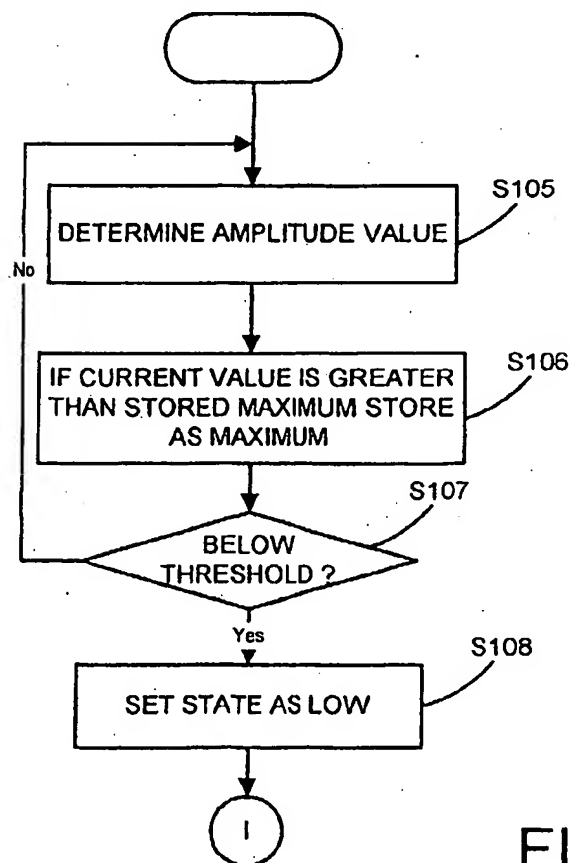 S105
DETERMINE AMPLITUDE VALUE
No
S106
IF CURRENT VALUE IS GREATER
THAN STORED MAXIMUM STORE
AS MAXIMUM
S107
BELOW
THRESHOLD ?
Yes
S108
SET STATE AS LOW
I